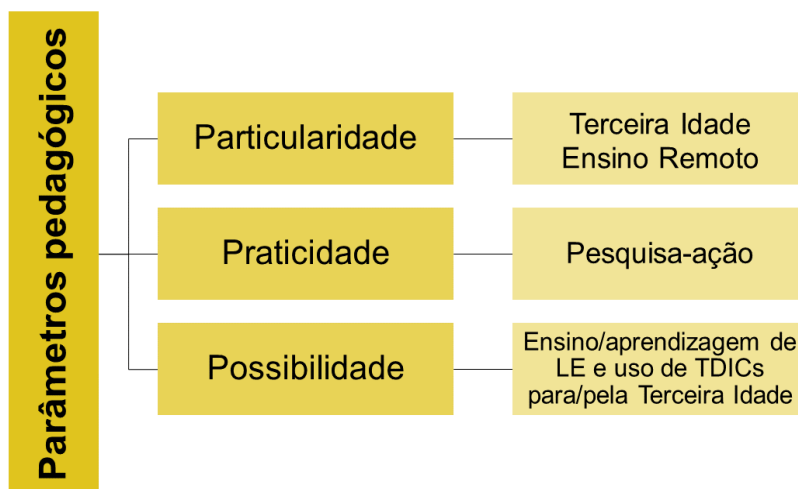 Parâmetros pedagógicos
Particularidade
Terceira Idade
Ensino Remoto
Praticidade
Pesquisa-ação
Possibilidade
Ensino/aprendizagem de
LE e uso de TDICs
para/pela Terceira Idade